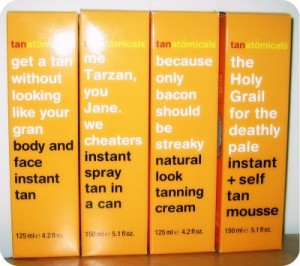 tanatomicals
get a tan
without
looking
like your
gran
body and
face
instant
tan
125 ml e 4.2 fl oz.
tanatomicals
me
Tarzan,
you
Jane.
we
cheaters
instant
spray
tan in
a can
150 ml e 5.1 fl oz.
tanatomicals
because
only
bacon
should
be
streaky
natural
look
tanning
cream
125 ml e 4.2 fl oz.
tanatomicals
the
Holy
Grail
for the
deathly
pale
instant
+ self
tan
mousse
150 ml e 5.1 fl oz.